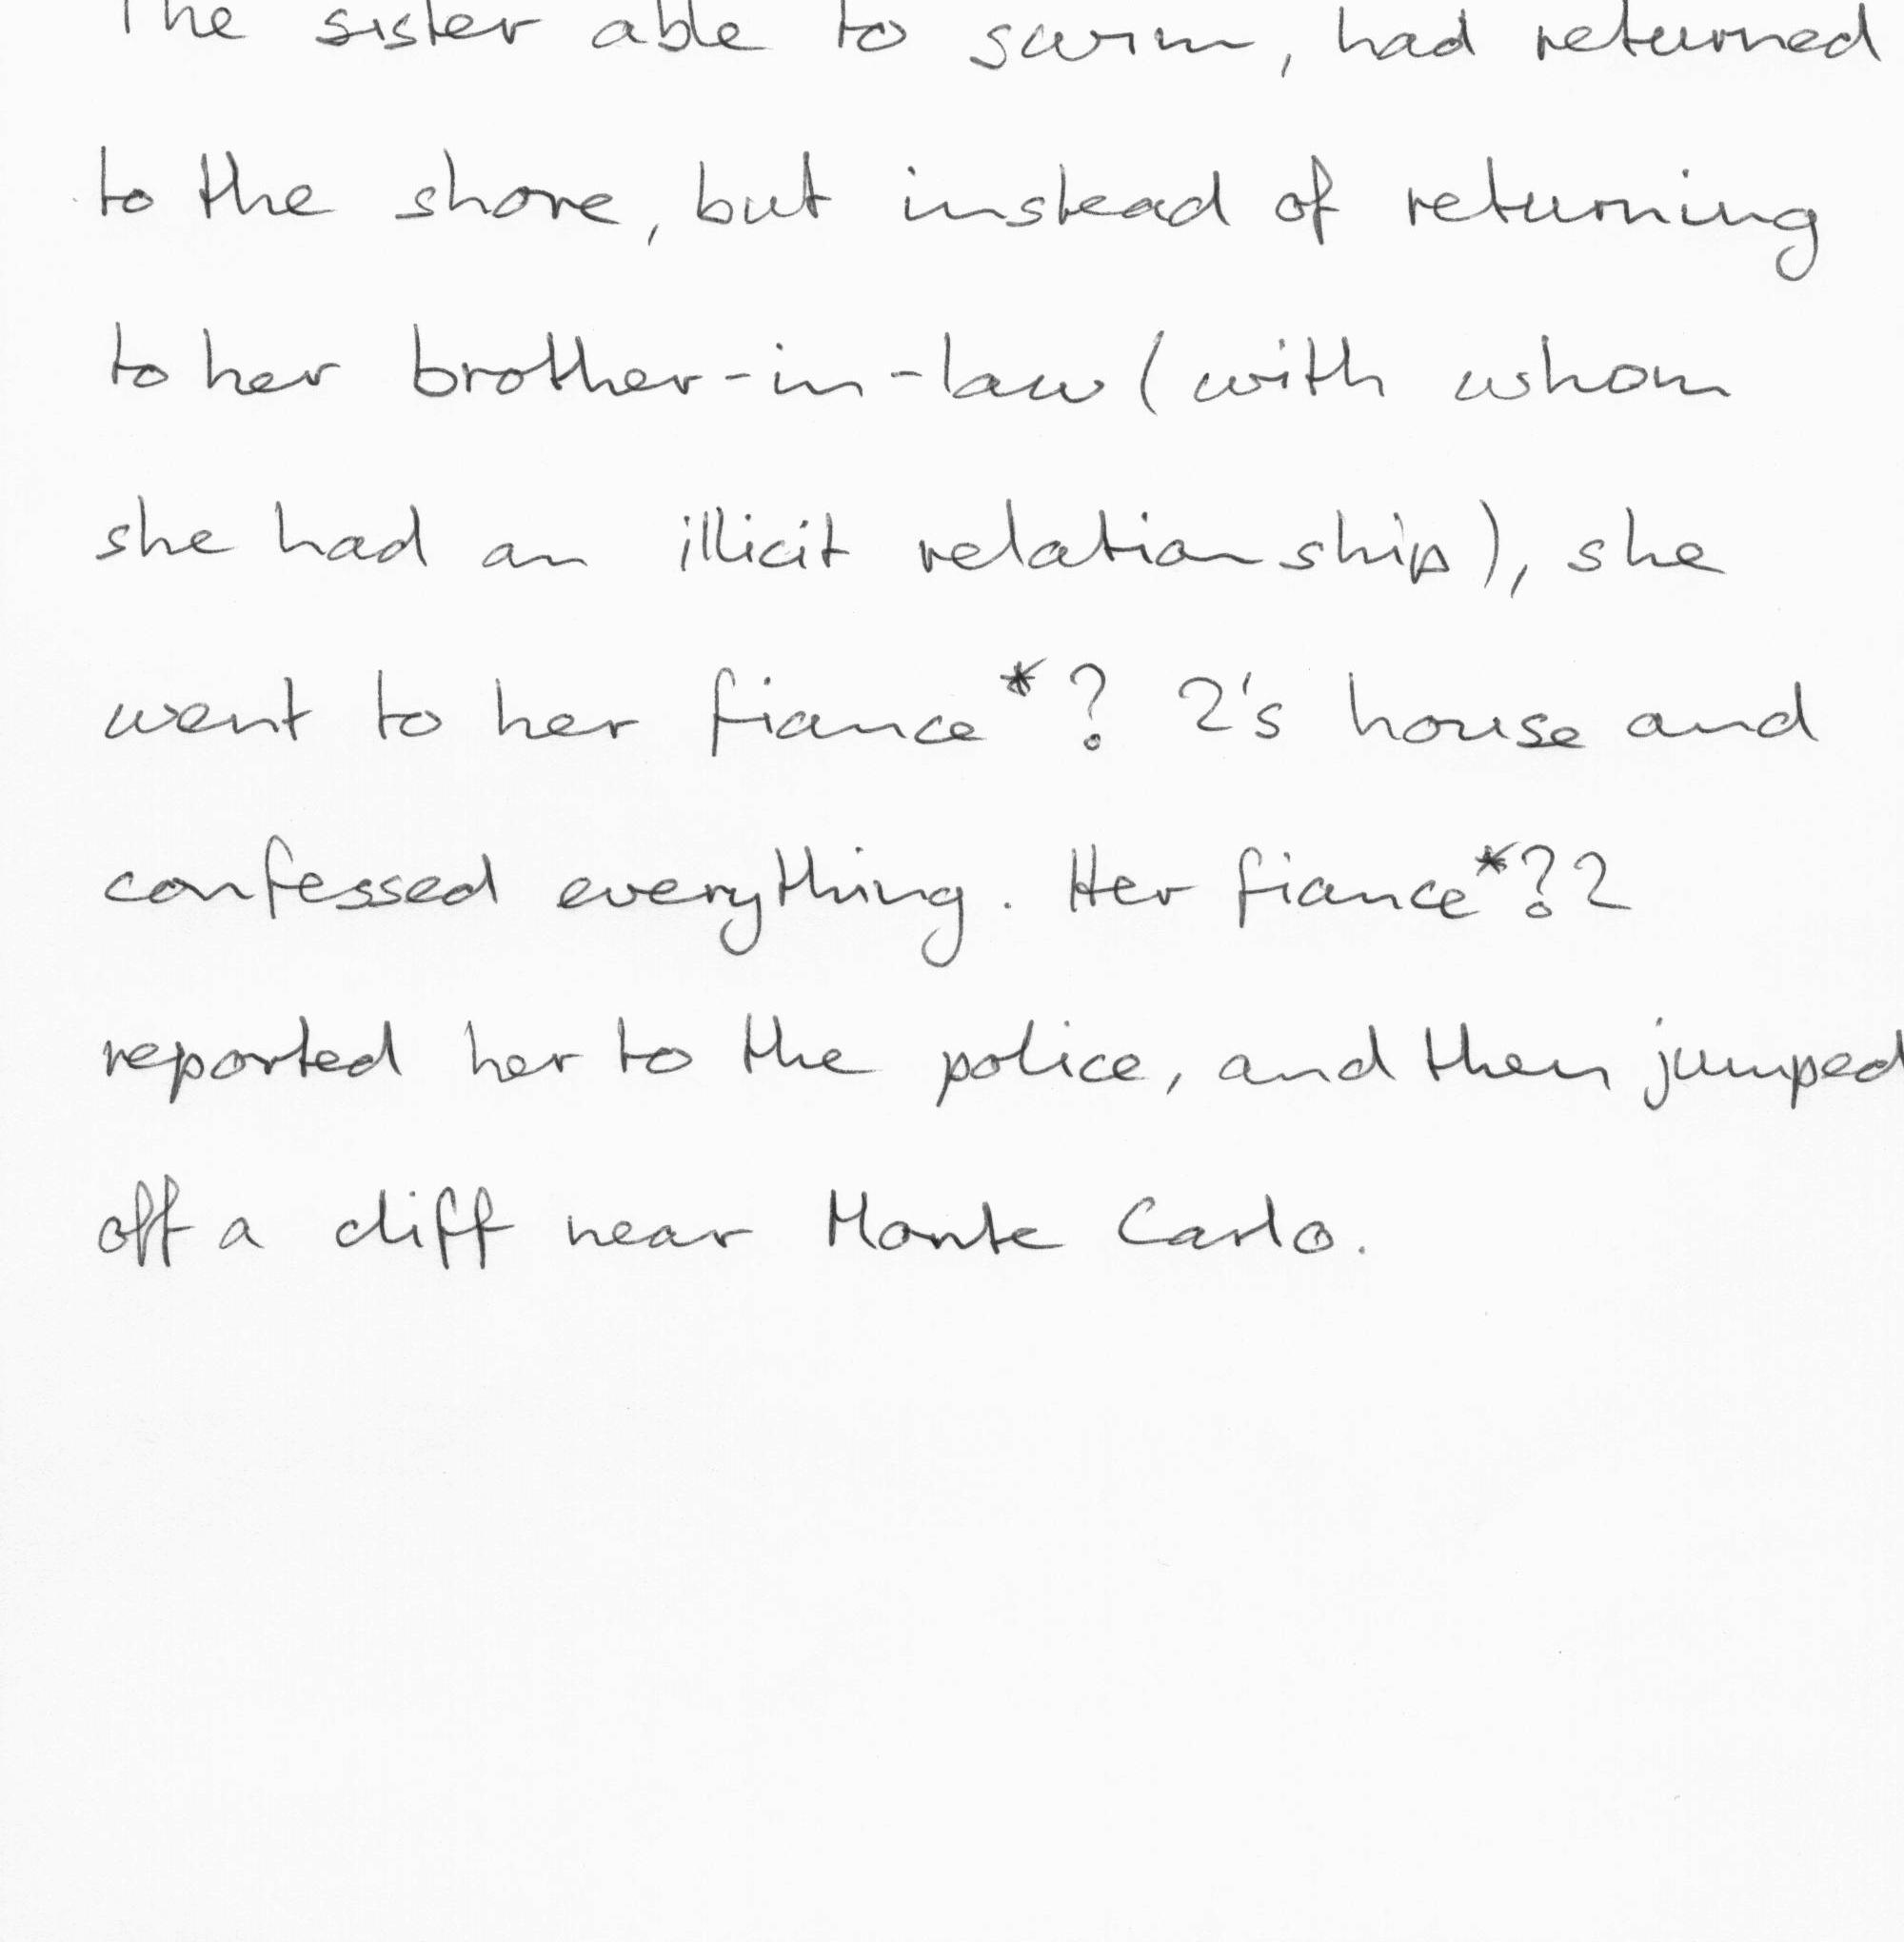 The sister able to swim, had returned
to the shore, but instead of returning
to her brother-in-law (with whom
she had an illicit relationship), she
went to her fiance*? 2's house and
confessed everything. Her fiance*?2
reported her to the police, and then jumped
off a cliff near Monte Carlo.